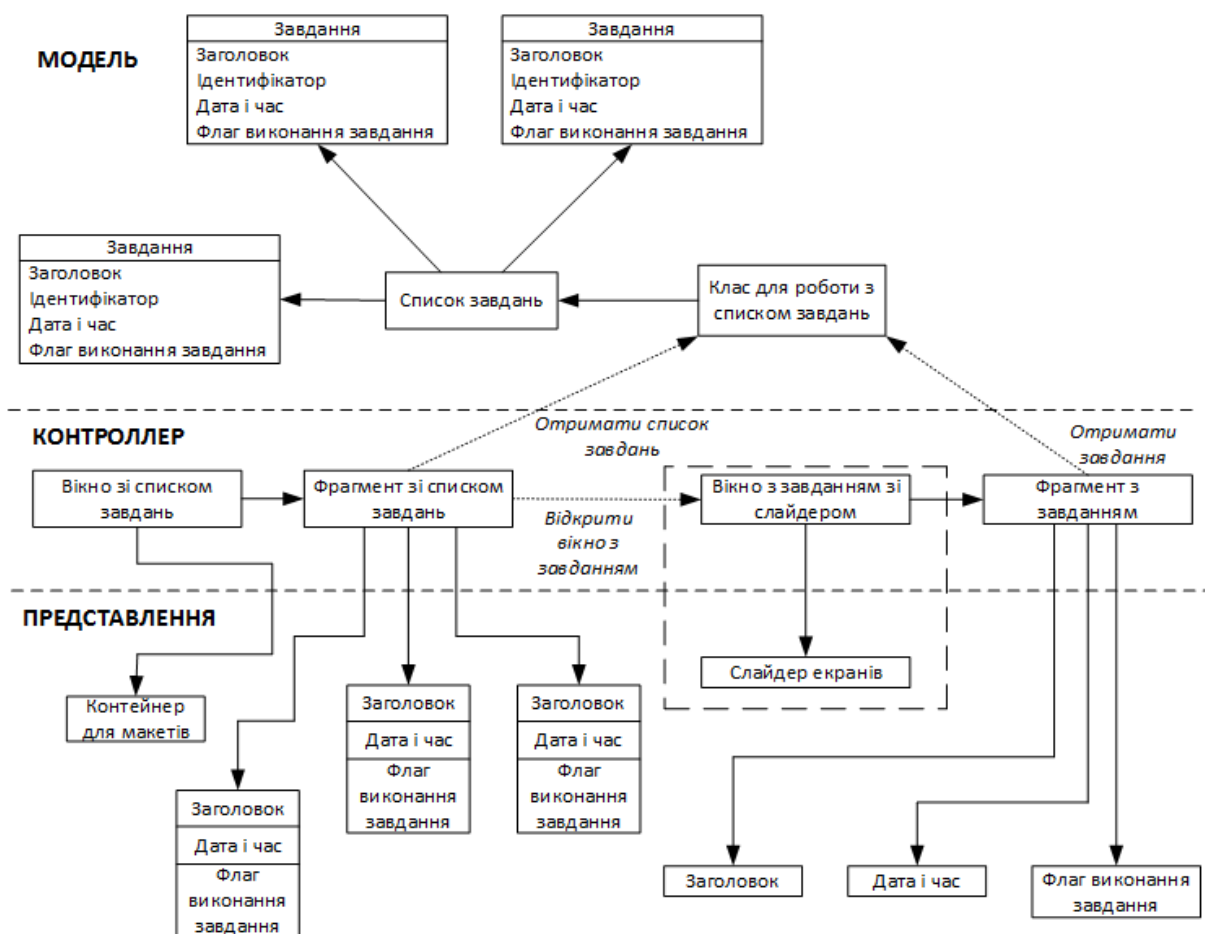 МОДЕЛЬ
Завдання
Заголовок
Ідентифікатор
Дата і час
Флаг виконання завдання
Завдання
Заголовок
Ідентифікатор
Дата і час
Флаг виконання завдання
Завдання
Заголовок
Ідентифікатор
Дата і час
Флаг виконання завдання
Список завдань
Клас для роботи з
списком завдань
КОНТРОЛЛЕР
Отримати список
завдань
Отримати
завдання
Вікно зі списком
завдань
Фрагмент зі списком
завдань
Відкрити
вікно з
завданням
Вікно з завданням зі
слайдером
Фрагмент з
завданням
ПРЕДСТАВЛЕННЯ
Контейнер
для макетів
Заголовок
Дата і час
Флаг
виконання
завдання
Заголовок
Дата і час
Флаг
виконання
завдання
Заголовок
Дата і час
Флаг
виконання
завдання
Слайдер екранів
Заголовок
Дата і час
Флаг виконання
завдання